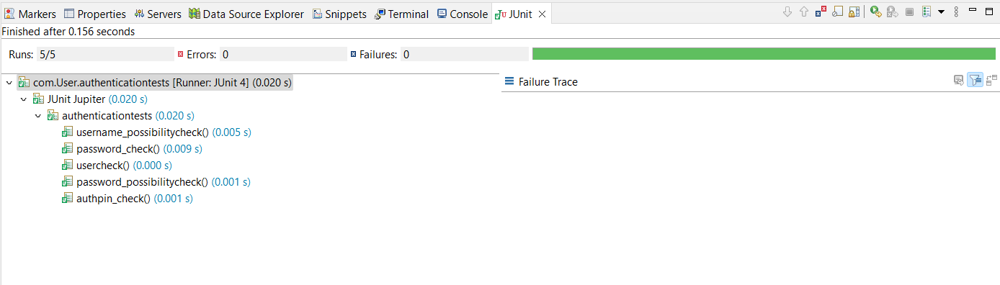 Markers Properties Servers Data Source Explorer Snippets Terminal Console JUnit
Finished after 0.156 seconds
Runs: 5/5 Errors: 0 Failures: 0
com.User.authenticationtests [Runner: JUnit 4] (0.020 s)
Failure Trace
JUnit Jupiter (0.020 s)
authenticationtests (0.020 s)
username_possibilitycheck() (0.005 s)
password_check() (0.009 s)
usercheck() (0.000 s)
password_possibilitycheck() (0.001 s)
authpin_check() (0.001 s)